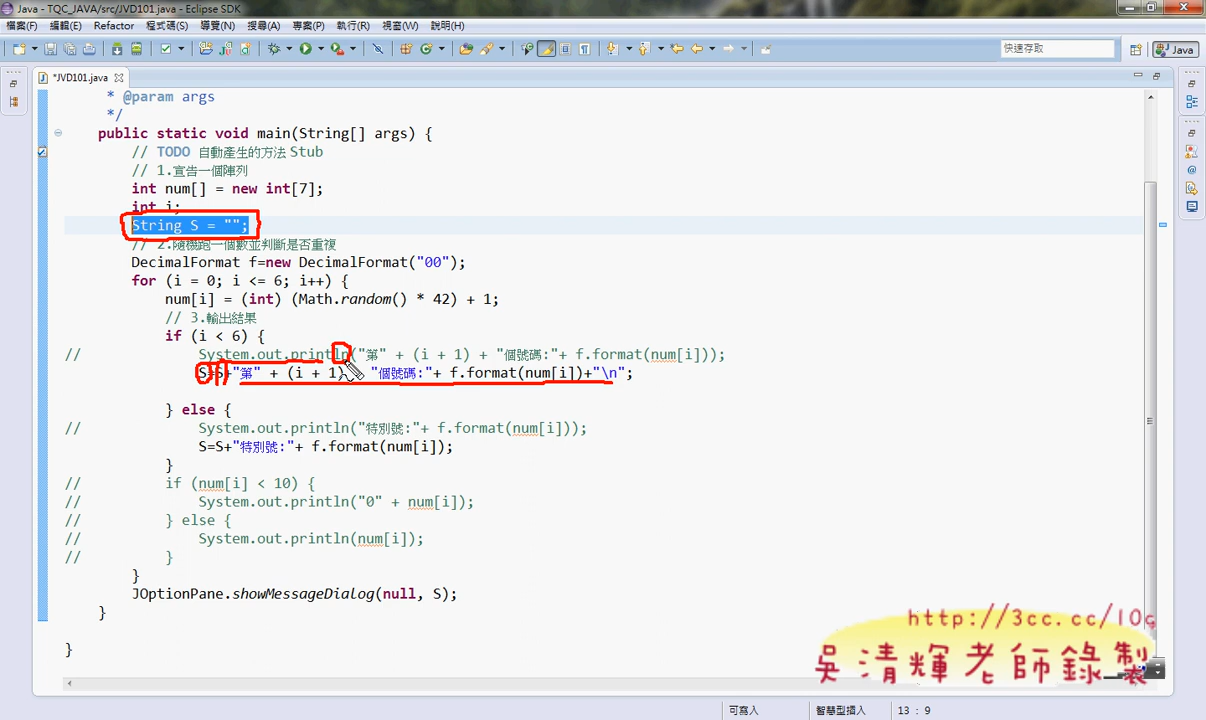 Java - TQC_JAVA/src/JVD101.java - Eclipse SDK
檔案(F) 編輯(E) Refactor 程式碼(S) 導覽(N) 搜尋(A) 專案(P) 執行(R) 視窗(W) 說明(H)
快速存取 Java
*JVD101.java
* @param args
*/
public static void main(String[] args) {
// TODO 自動產生的方法 Stub
// 1.宣告一個陣列
int num[] = new int[7];
int i;
String S = "";
// 2.隨機跑一個數並判斷是否重複
DecimalFormat f=new DecimalFormat("00");
for (i = 0; i <= 6; i++) {
num[i] = (int) (Math.random() * 42) + 1;
// 3.輸出結果
if (i < 6) {
// System.out.println("第" + (i + 1) + "個號碼:"+ f.format(num[i]));
S=S+"第" + (i + 1) "個號碼:"+ f.format(num[i])+"\n";
} else {
// System.out.println("特別號:"+ f.format(num[i]));
S=S+"特別號:"+ f.format(num[i]);
}
// if (num[i] < 10) {
// System.out.println("0" + num[i]);
// } else {
// System.out.println(num[i]);
// }
}
JOptionPane.showMessageDialog(null, S);
}
}
http://3cc.cc/10g
吳清輝老師錄製
可寫入 智慧型插入 13 : 9